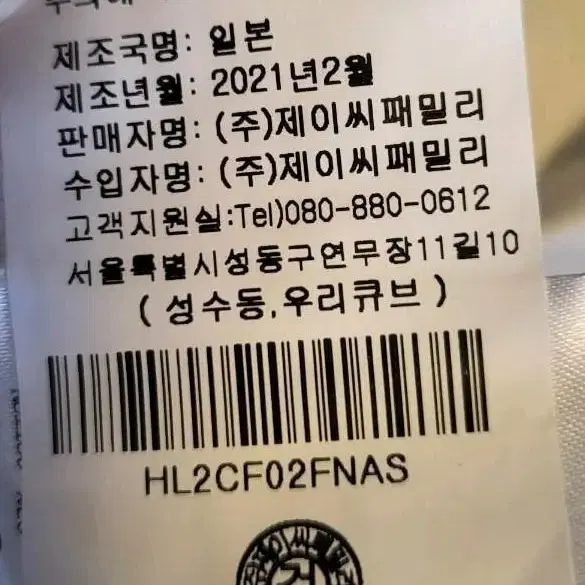 제조국명: 일본
제조년월: 2021년2월
판매자명: (주)제이씨패밀리
수입자명: (주)제이씨패밀리
고객지원실:Tel)080-880-0612
서울특별시성동구연무장11길10
( 성수동,우리큐브 )
HL2CF02FNAS